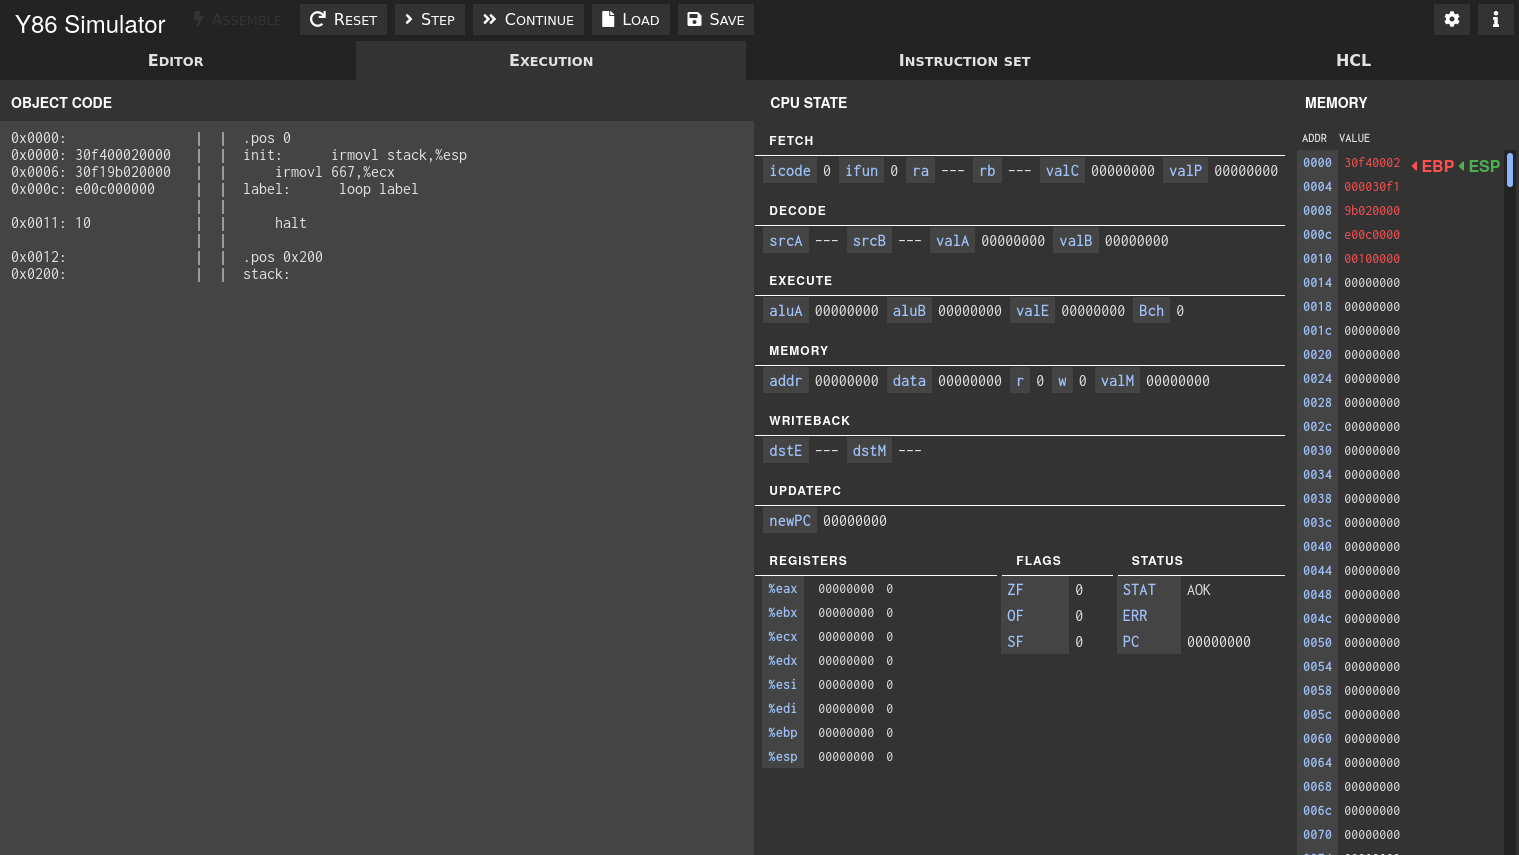 Y86 Simulator
Assemble
Reset
Step
Continue
Load
Save
Editor
Execution
Instruction set
HCL
OBJECT CODE
0x0000:                |  |  .pos 0
0x0000: 30f400020000   |  |  init:      irmovl stack,%esp
0x0006: 30f19b020000   |  |      irmovl 667,%ecx
0x000c: e00c000000     |  |  label:      loop label
|  |
0x0011: 10             |  |      halt
|  |
0x0012:                |  |  .pos 0x200
0x0200:                |  |  stack:
CPU STATE
FETCH
icode 0 ifun 0 ra --- rb --- valC 00000000 valP 00000000
DECODE
srcA --- srcB --- valA 00000000 valB 00000000
EXECUTE
aluA 00000000 aluB 00000000 valE 00000000 Bch 0
MEMORY
addr 00000000 data 00000000 r 0 w 0 valM 00000000
WRITEBACK
dstE --- dstM ---
UPDATEPC
newPC 00000000
REGISTERS
%eax 00000000 0
%ebx 00000000 0
%ecx 00000000 0
%edx 00000000 0
%esi 00000000 0
%edi 00000000 0
%ebp 00000000 0
%esp 00000000 0
FLAGS
ZF 0
OF 0
SF 0
STATUS
STAT AOK
ERR
PC 00000000
MEMORY
ADDR VALUE
0000 30f40002 EBP ESP
0004 000030f1
0008 9b020000
000c e00c0000
0010 00100000
0014 00000000
0018 00000000
001c 00000000
0020 00000000
0024 00000000
0028 00000000
002c 00000000
0030 00000000
0034 00000000
0038 00000000
003c 00000000
0040 00000000
0044 00000000
0048 00000000
004c 00000000
0050 00000000
0054 00000000
0058 00000000
005c 00000000
0060 00000000
0064 00000000
0068 00000000
006c 00000000
0070 00000000